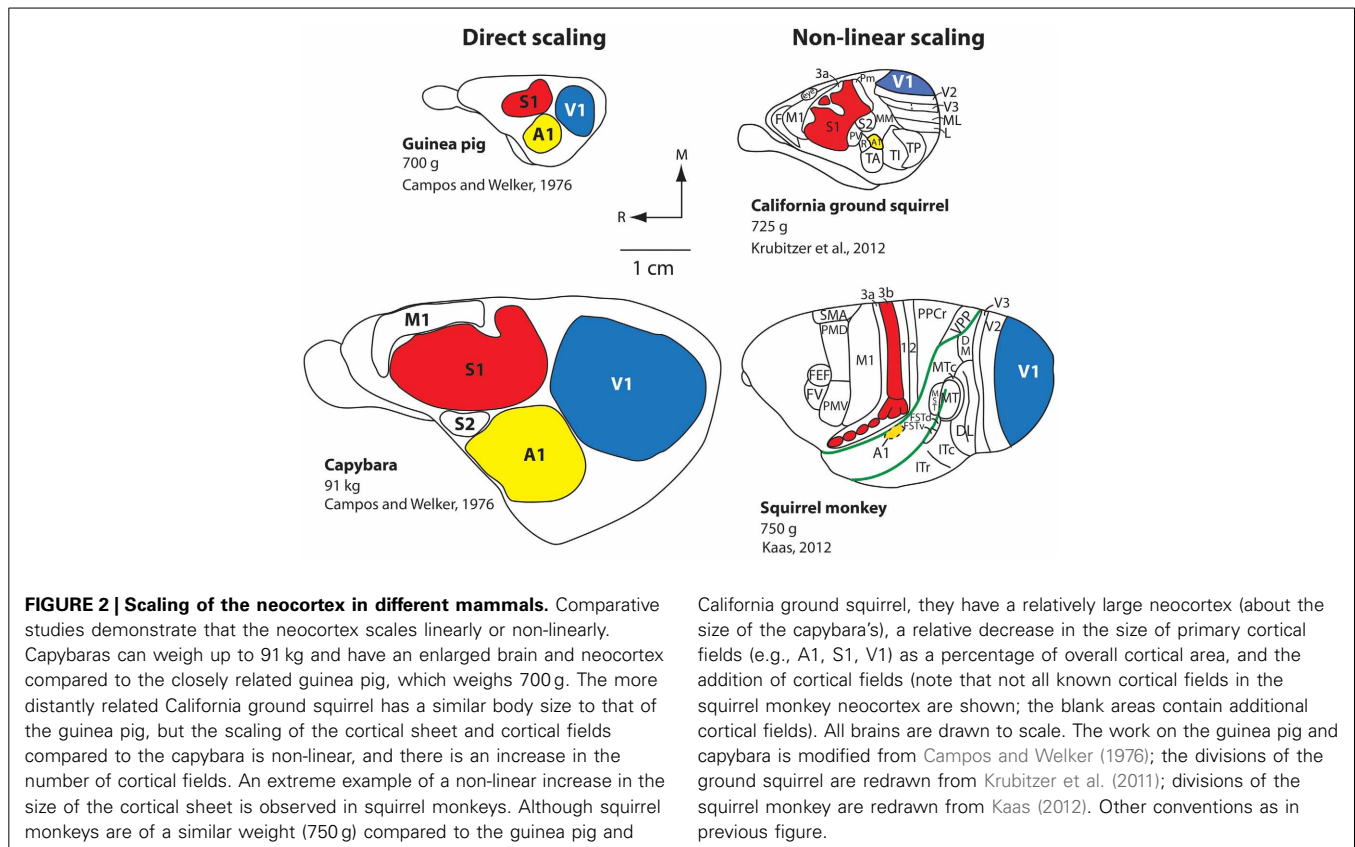 Direct scaling
Non-linear scaling
S1
V1
A1
Guinea pig
700 g
Campos and Welker, 1976
M
R
1 cm
3a
Pm
V1
eye
V2
V3
ML
L
F
M1
S1
S2
MM
PV
R
A1
TA
TI
TP
California ground squirrel
725 g
Krubitzer et al., 2012
M1
S1
V1
S2
A1
Capybara
91 kg
Campos and Welker, 1976
3a 3b
V3
SMA
PMD
PPCr
VPP
V2
DM
M1
1 2
V1
FEF
FV
PMV
MTc
MST
MT
FSTd
FSTv
DL
A1
ITc
ITr
Squirrel monkey
750 g
Kaas, 2012
FIGURE 2 | Scaling of the neocortex in different mammals. Comparative
studies demonstrate that the neocortex scales linearly or non-linearly.
Capybaras can weigh up to 91 kg and have an enlarged brain and neocortex
compared to the closely related guinea pig, which weighs 700 g. The more
distantly related California ground squirrel has a similar body size to that of
the guinea pig, but the scaling of the cortical sheet and cortical fields
compared to the capybara is non-linear, and there is an increase in the
number of cortical fields. An extreme example of a non-linear increase in the
size of the cortical sheet is observed in squirrel monkeys. Although squirrel
monkeys are of a similar weight (750 g) compared to the guinea pig and
California ground squirrel, they have a relatively large neocortex (about the
size of the capybara's), a relative decrease in the size of primary cortical
fields (e.g., A1, S1, V1) as a percentage of overall cortical area, and the
addition of cortical fields (note that not all known cortical fields in the
squirrel monkey neocortex are shown; the blank areas contain additional
cortical fields). All brains are drawn to scale. The work on the guinea pig and
capybara is modified from Campos and Welker (1976); the divisions of the
ground squirrel are redrawn from Krubitzer et al. (2011); divisions of the
squirrel monkey are redrawn from Kaas (2012). Other conventions as in
previous figure.